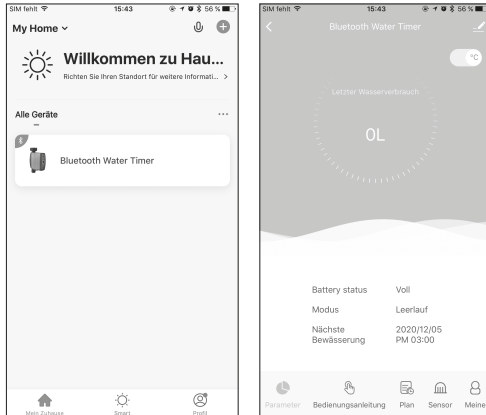 SIM fehlt 15:43 56 %
My Home
Willkommen zu Hau...
Richten Sie Ihren Standort für weitere Informati...
Alle Geräte
Bluetooth Water Timer
Mein Zuhause Smart Profil
SIM fehlt 15:43 56 %
Bluetooth Water Timer
°C
Letzter Wasserverbrauch
0L
Battery status Voll
Modus Leerlauf
Nächste 2020/12/05
Bewässerung PM 03:00
Parameter Bedienungsanleitung Plan Sensor Meine